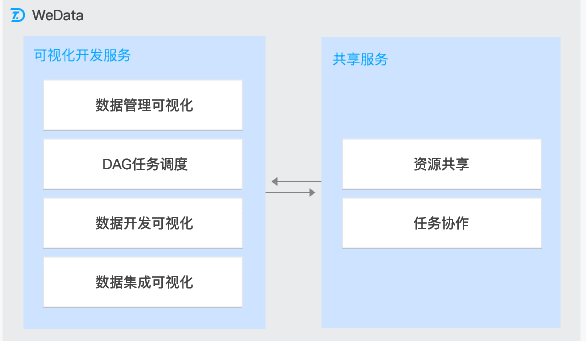 WeData
可视化开发服务
数据管理可视化
DAG任务调度
数据开发可视化
数据集成可视化
共享服务
资源共享
任务协作